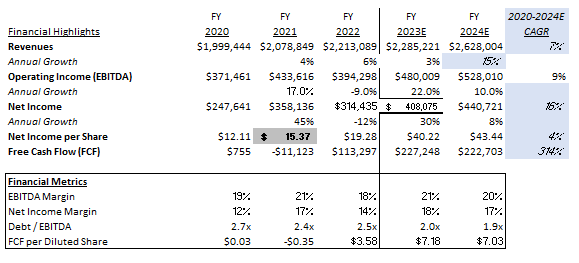 FY FY FY FY FY 2020-2024E
Financial Highlights 2020 2021 2022 2023E 2024E CAGR
Revenues $1,999,444 $2,078,849 $2,213,089 $2,285,221 $2,628,004 7%
Annual Growth 4% 6% 3% 15%
Operating Income (EBITDA) $371,461 $433,616 $394,298 $480,009 $528,010 9%
Annual Growth 17.0% -9.0% 22.0% 10.0%
Net Income $247,641 $358,136 $314,435 $ 408,075 $440,721 16%
Annual Growth 45% -12% 30% 8%
Net Income per Share $12.11 $ 15.37 $19.28 $40.22 $43.44 4%
Free Cash Flow (FCF) $755 -$11,123 $113,297 $227,248 $222,703 314%
Financial Metrics
EBITDA Margin 19% 21% 18% 21% 20%
Net Income Margin 12% 17% 14% 18% 17%
Debt / EBITDA 2.7x 2.4x 2.5x 2.0x 1.9x
FCF per Diluted Share $0.03 -$0.35 $3.58 $7.18 $7.03